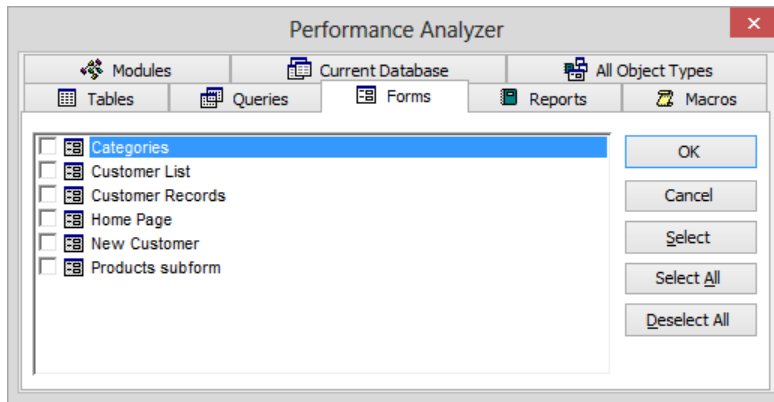 Performance Analyzer
Modules Current Database All Object Types
Tables Queries Forms Reports Macros
Categories
Customer List
Customer Records
Home Page
New Customer
Products subform
OK
Cancel
Select
Select All
Deselect All